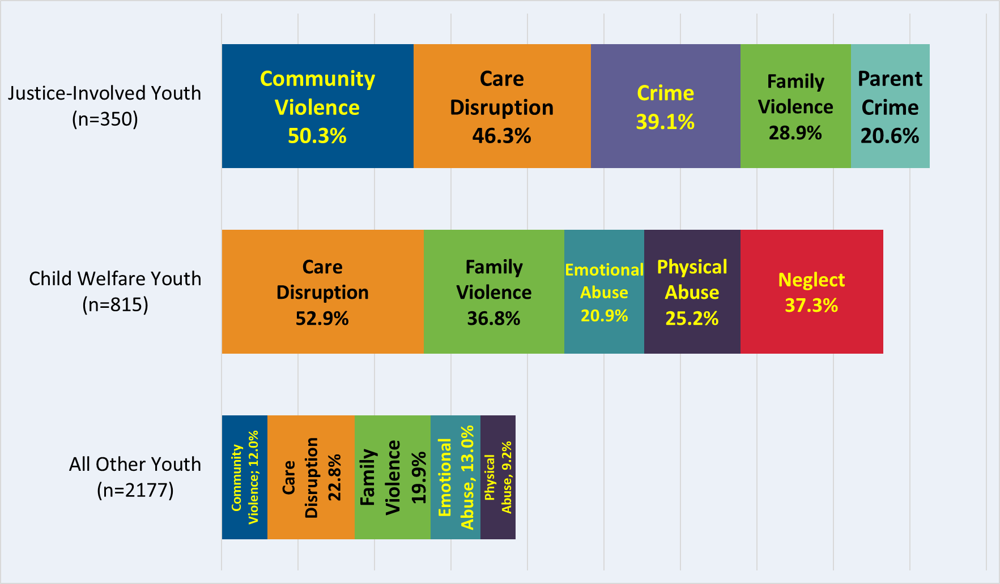 Justice-Involved Youth
(n=350)
Community
Violence
50.3%
Care
Disruption
46.3%
Crime
39.1%
Family
Violence
28.9%
Parent
Crime
20.6%
Child Welfare Youth
(n=815)
Care
Disruption
52.9%
Family
Violence
36.8%
Emotional
Abuse
20.9%
Physical
Abuse
25.2%
Neglect
37.3%
All Other Youth
(n=2177)
Community
Violence; 12.0%
Care
Disruption
22.8%
Family
Violence
19.9%
Emotional
Abuse, 13.0%
Physical
Abuse, 9.2%